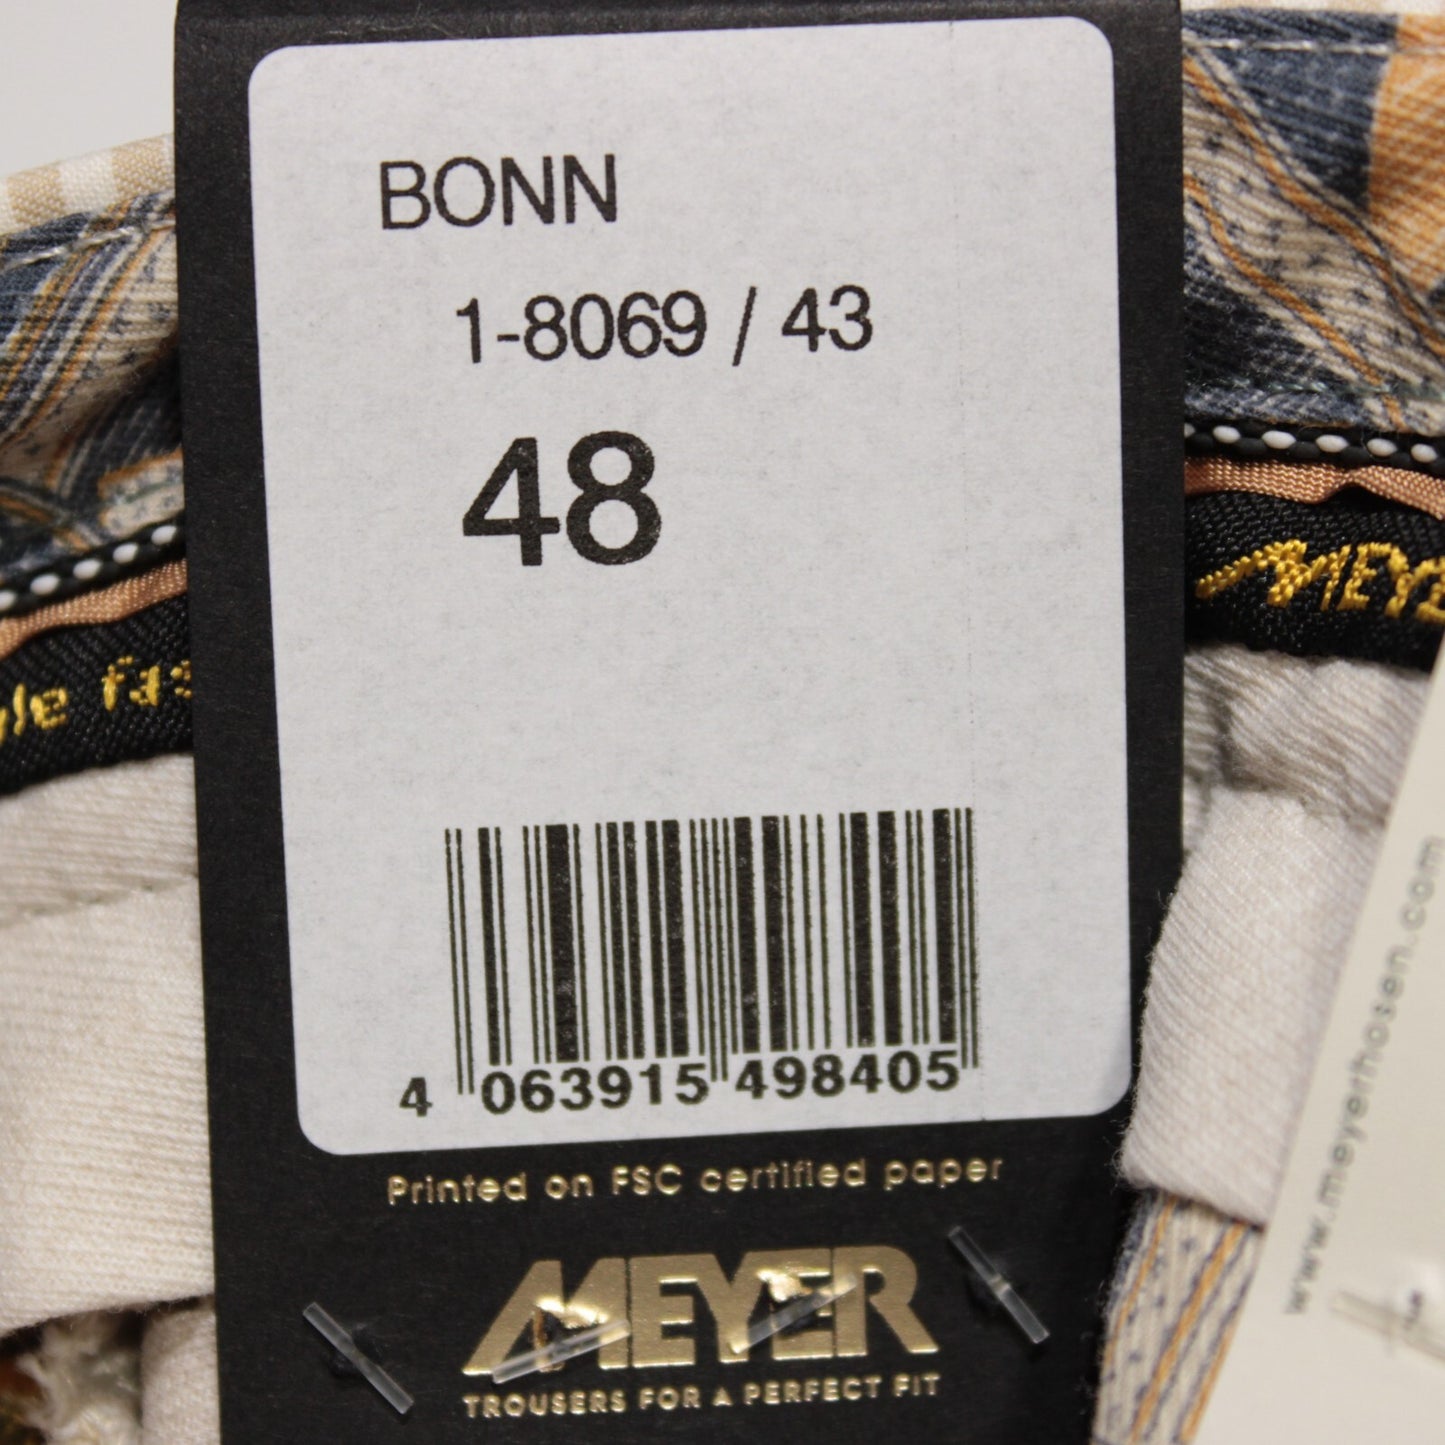 BONN
1-8069 / 43
48
4 063915 498405
Printed on FSC certified paper
MEYER
TROUSERS FOR A PERFECT FIT
MEYE
www.meyerhosen.com